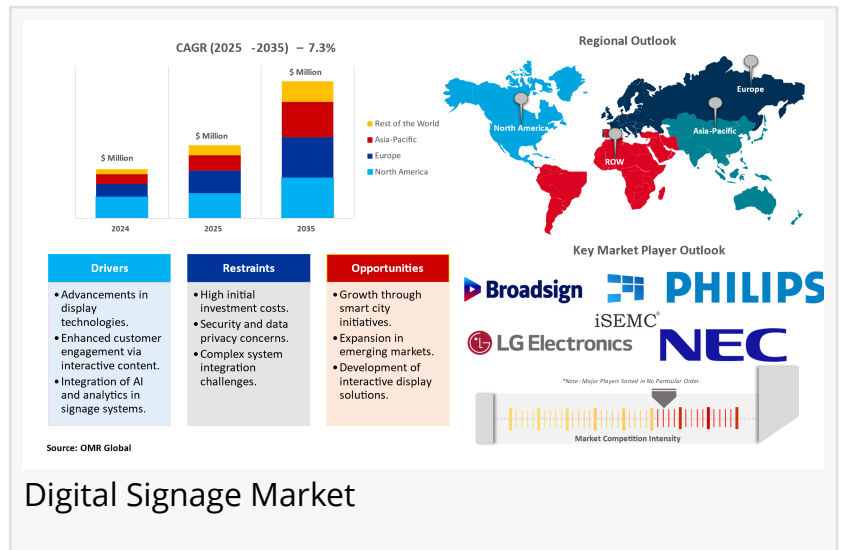 CAGR (2025 -2035) – 7.3%
$ Million
$ Million
$ Million
2024
2025
2035
Rest of the World
Asia-Pacific
Europe
North America
Regional Outlook
North America
Europe
Asia-Pacific
ROW
Drivers
• Advancements in
display
technologies.
• Enhanced customer
engagement via
interactive content.
• Integration of AI
and analytics in
signage systems.
Restraints
• High initial
investment costs.
• Security and data
privacy concerns.
• Complex system
integration
challenges.
Opportunities
• Growth through
smart city
initiatives.
• Expansion in
emerging markets.
• Development of
interactive display
solutions.
Key Market Player Outlook
Broadsign
iSEMC®
PHILIPS
LG Electronics
NEC
*Note: Major Players Sorted in No Particular Order.
Market Competition Intensity
Source: OMR Global
Digital Signage Market